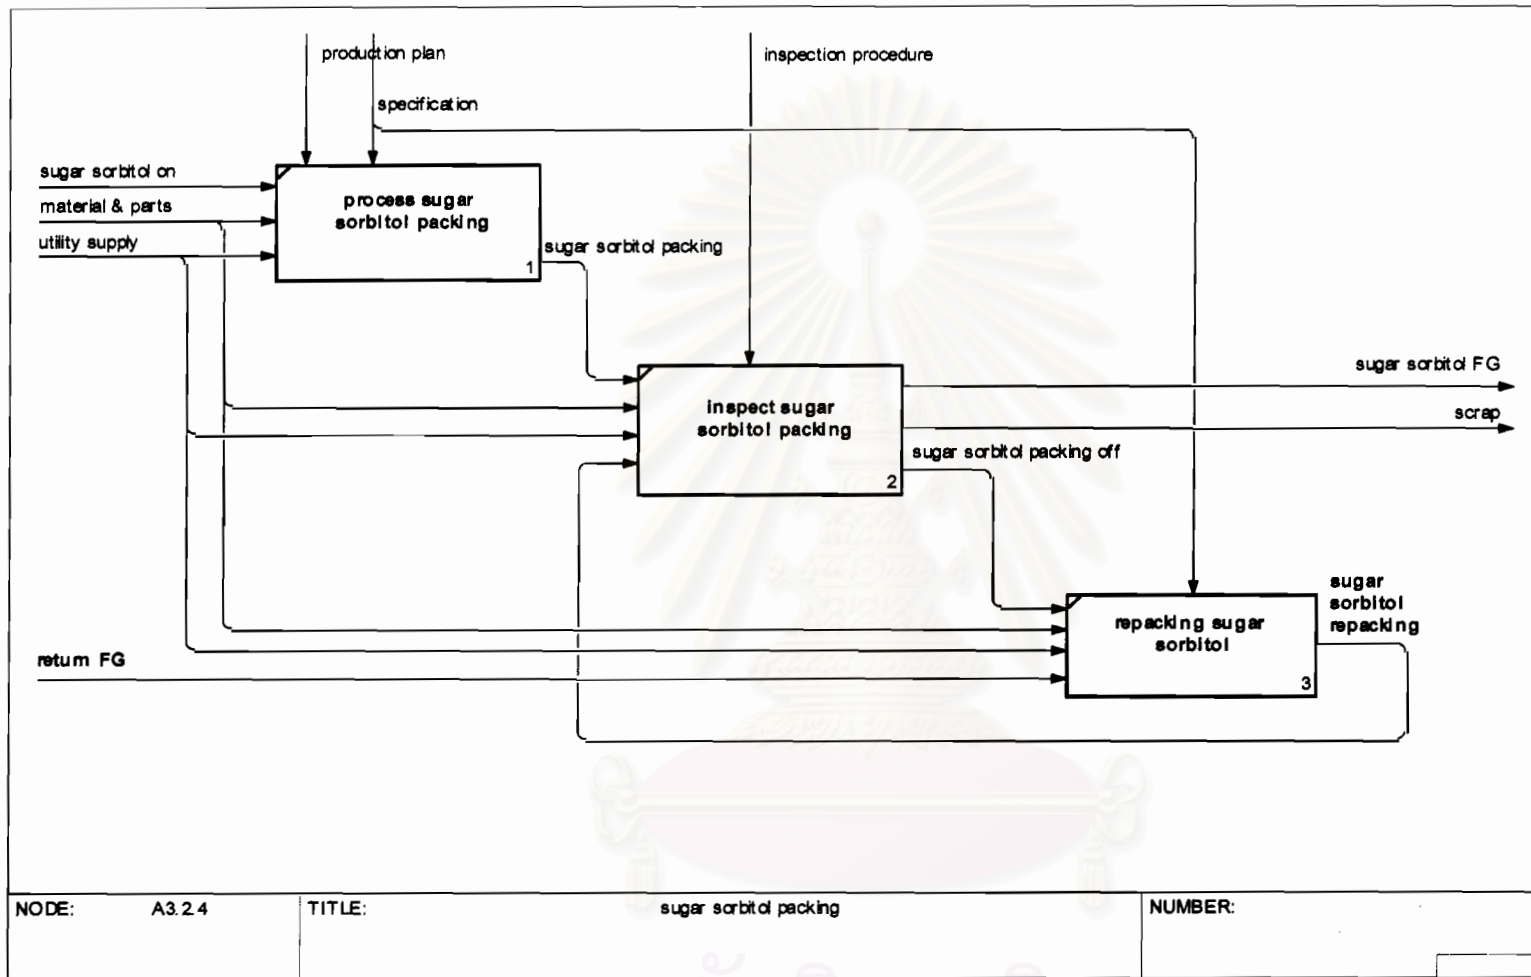 production plan
inspection procedure
specification
sugar sorbitol on
material & parts
utility supply
process sugar
sorbitol packing
1
sugar sorbitol packing
sugar sorbitol FG
scrap
inspect sugar
sorbitol packing
2
sugar sorbitol packing off
sugar
sorbitol
repacking
repacking sugar
sorbitol
3
return FG
NODE: A3.2.4 TITLE: sugar sorbitol packing NUMBER: